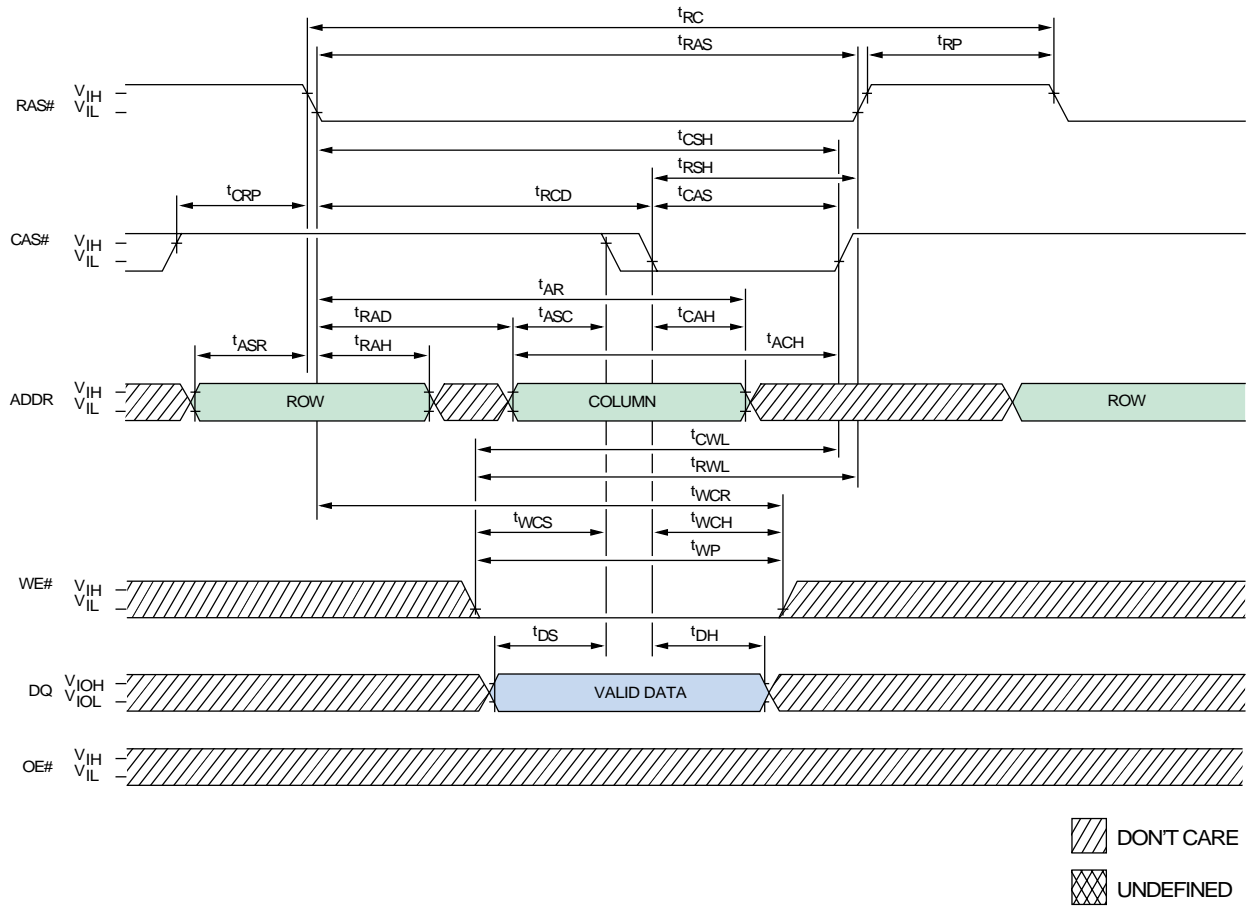 tRC
tRAS
tRP
RAS# VIH
VIL
tCSH
tRSH
tCRP
tRCD
tCAS
CAS# VIH
VIL
tAR
tRAD
tASC
tCAH
tASR
tRAH
tACH
ADDR VIH
VIL
ROW
COLUMN
ROW
tCWL
tRWL
tWCR
tWCS
tWCH
tWP
WE# VIH
VIL
tDS
tDH
DQ VIOH
VIOL
VALID DATA
OE# VIH
VIL
DON'T CARE
UNDEFINED